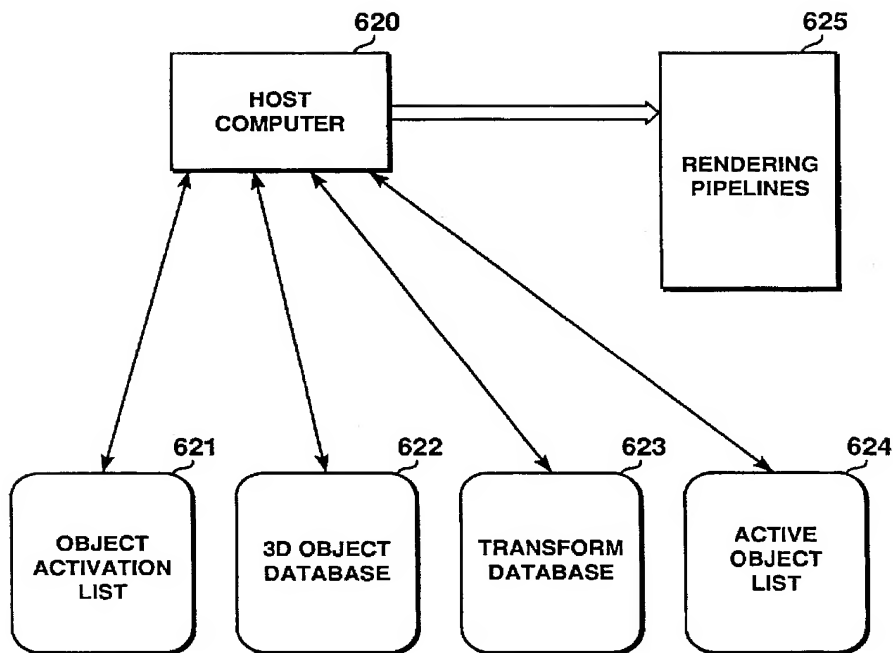 620
625
HOST
COMPUTER
RENDERING
PIPELINES
621
622
623
624
OBJECT
ACTIVATION
LIST
3D OBJECT
DATABASE
TRANSFORM
DATABASE
ACTIVE
OBJECT
LIST